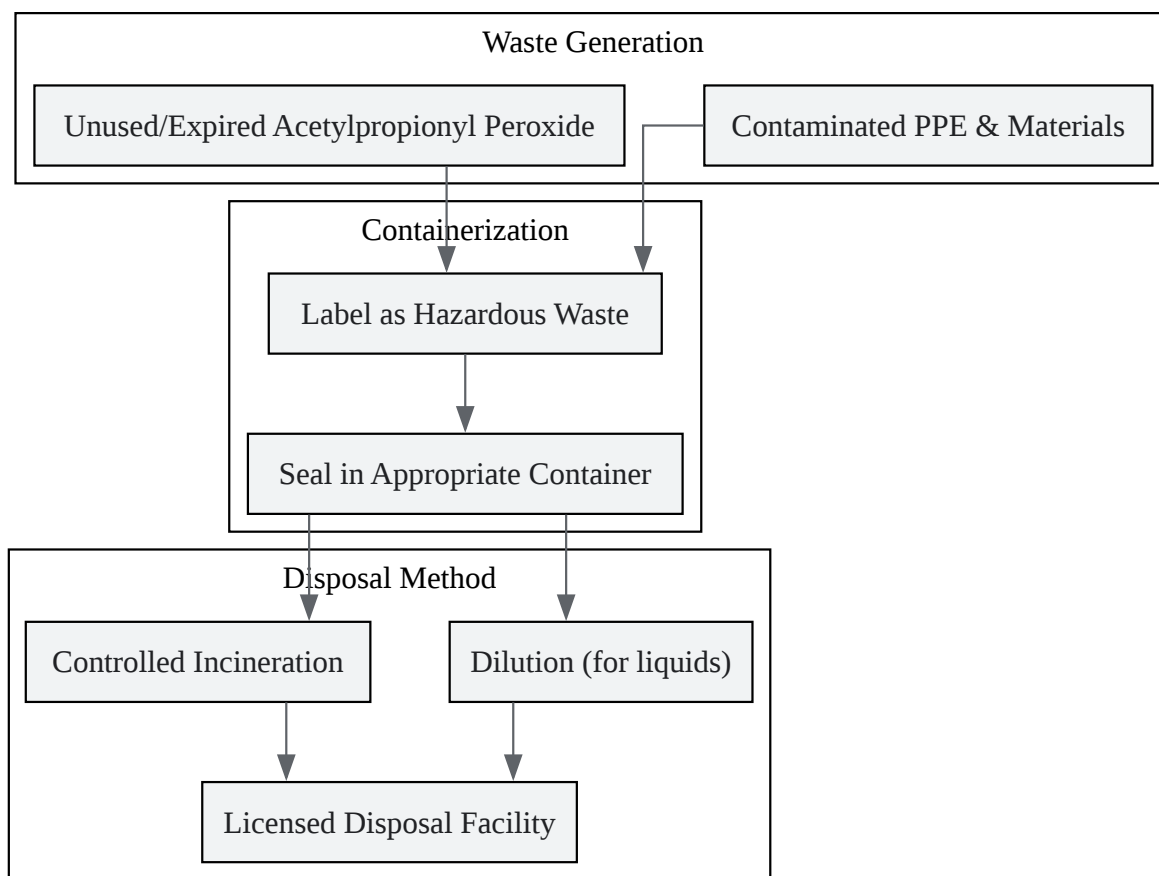 Waste Generation
Unused/Expired Acetylpropionyl Peroxide
Contaminated PPE & Materials
Containerization
Label as Hazardous Waste
Seal in Appropriate Container
Disposal Method
Controlled Incineration
Dilution (for liquids)
Licensed Disposal Facility